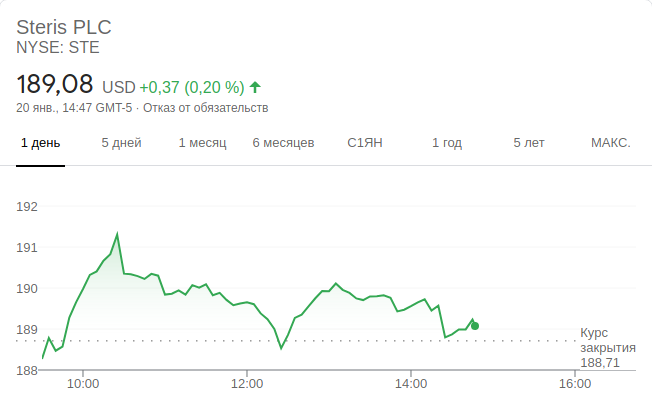 Steris PLC
NYSE: STE
189,08 USD +0,37 (0,20 %)
20 янв., 14:47 GMT-5 · Отказ от обязательств
1 день 5 дней 1 месяц 6 месяцев С1ЯН 1 год 5 лет МАКС.
192
191
190
189
188
Курс
закрытия
188,71
10:00 12:00 14:00 16:00